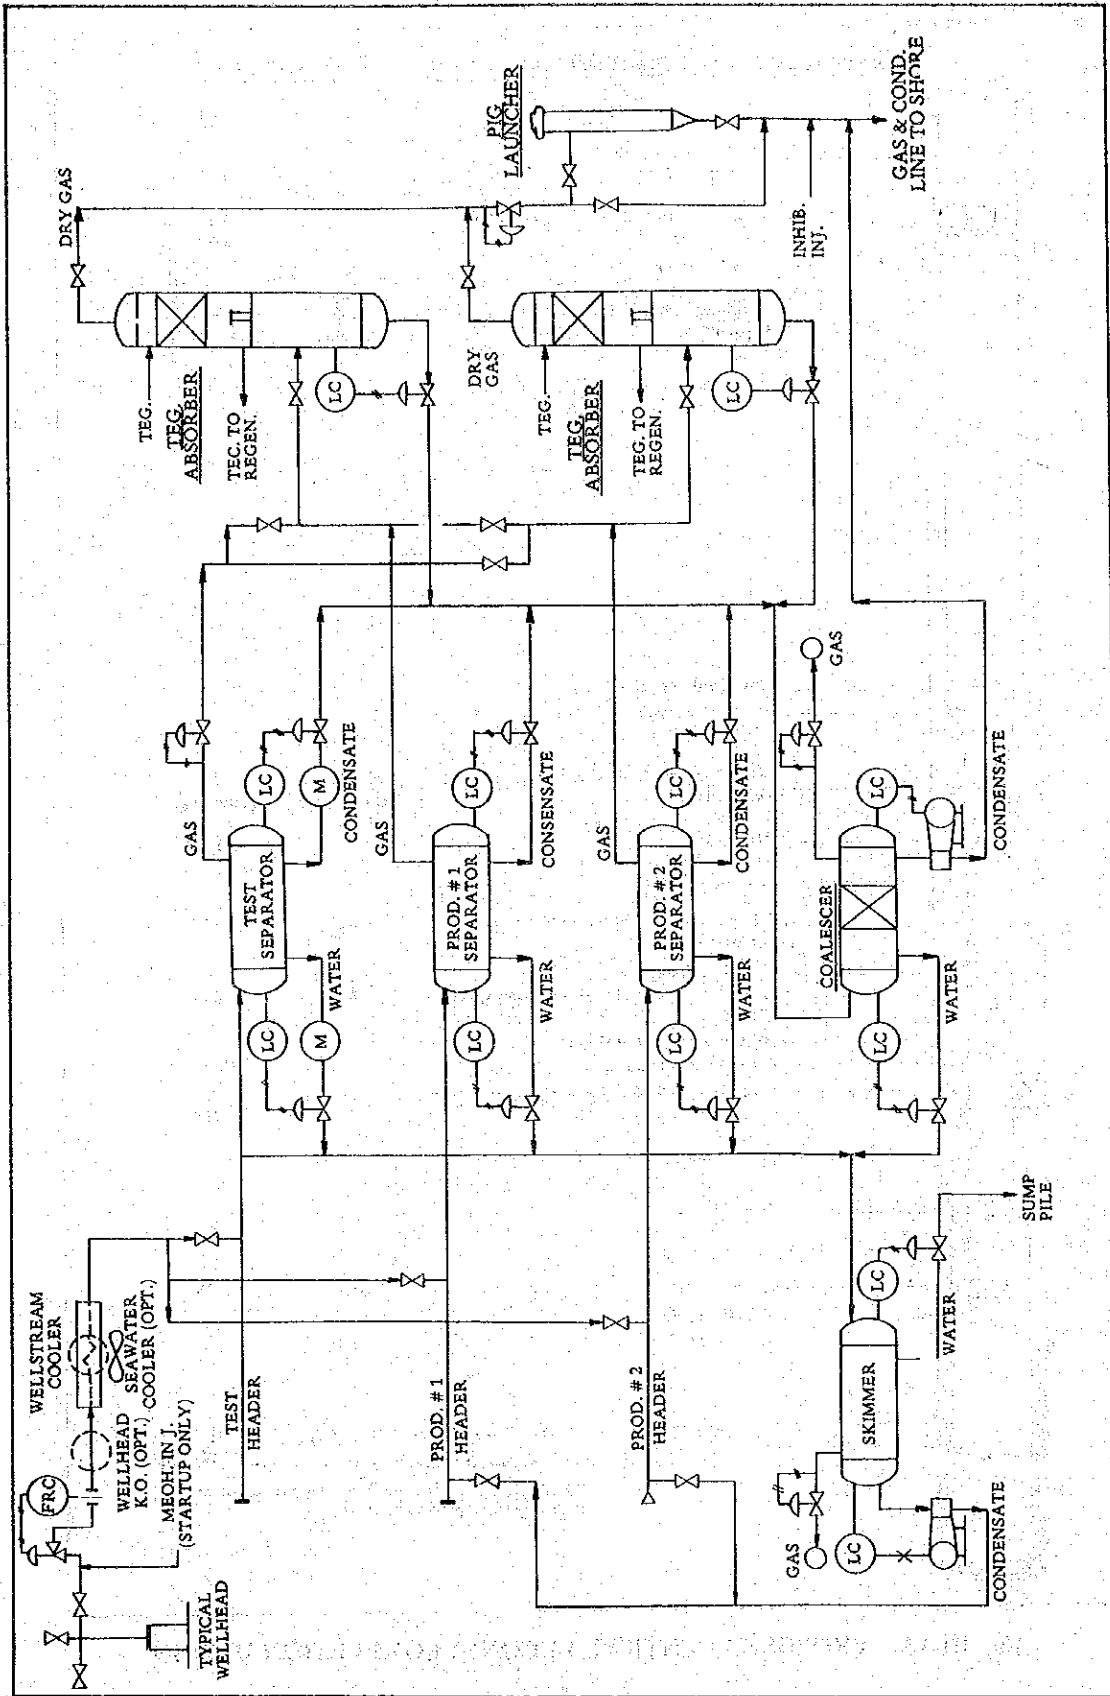 TYPICAL
WELLHEAD
FRC
WELLHEAD
K.O. (OPT.)
MEOH. IN J.
(STARTUP ONLY)
WELLSTREAM
COOLER
SEAWATER
COOLER (OPT.)
TEST
HEADER
PROD. # 1
HEADER
PROD. # 2
HEADER
GAS
LC
TEST
SEPARATOR
LC
M
WATER
LC
M
CONDENSATE
GAS
PROD. # 1
SEPARATOR
LC
WATER
LC
CONSENSATE
GAS
PROD. # 2
SEPARATOR
LC
WATER
LC
CONDENSATE
COALESCER
LC
WATER
LC
CONDENSATE
GAS
SKIMMER
GAS
LC
CONDENSATE
LC
WATER
SUMP
PILE
DRY GAS
TEG.
TEG.
ABSORBER
TEC. TO
REGEN.
LC
DRY
GAS
TEG.
TEG.
ABSORBER
TEG. TO
REGEN.
LC
PIG
LAUNCHER
INHIB.
INJ.
GAS & COND.
LINE TO SHORE